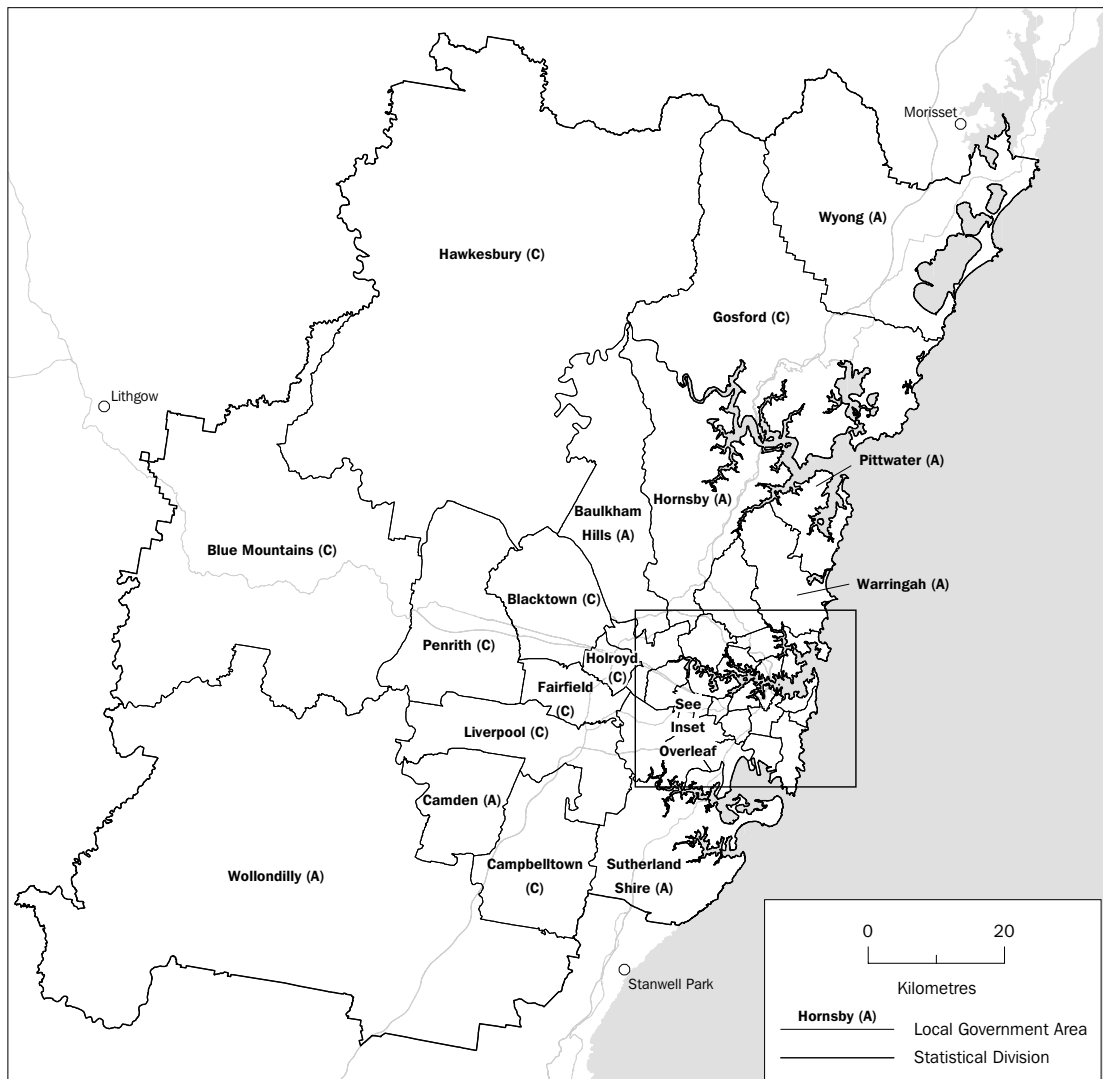 Morisset
Wyong (A)
Hawkesbury (C)
Gosford (C)
Lithgow
Pittwater (A)
Hornsby (A)
Baulkham
Hills (A)
Blue Mountains (C)
Warringah (A)
Blacktown (C)
Penrith (C)
Holroyd
(C)
Fairfield
(C)
See
Inset
Overleaf
Liverpool (C)
Camden (A)
Campbelltown
(C)
Sutherland
Shire (A)
Wollondilly (A)
Stanwell Park
0 20
Kilometres
Hornsby (A)
Local Government Area
Statistical Division